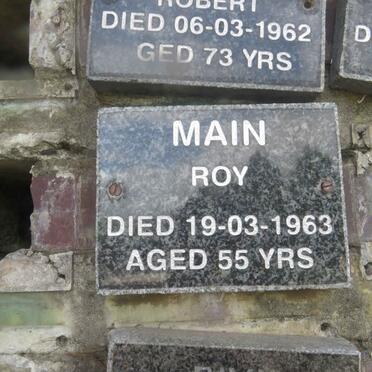 ROBERT
DIED 06-03-1962
GED 73 YRS
D
MAIN
ROY
DIED 19-03-1963
AGED 55 YRS